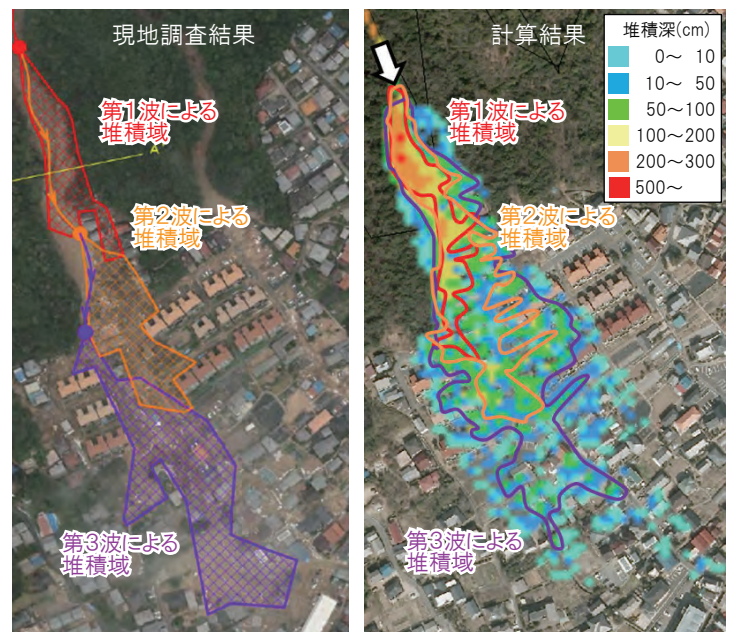 現地調査結果
第1波による
堆積域
A
第2波による
堆積域
第3波による
堆積域
計算結果
堆積深(cm)
0～ 10
10～ 50
50～100
100～200
200～300
500～
第1波による
堆積域
第2波による
堆積域
第3波による
堆積域